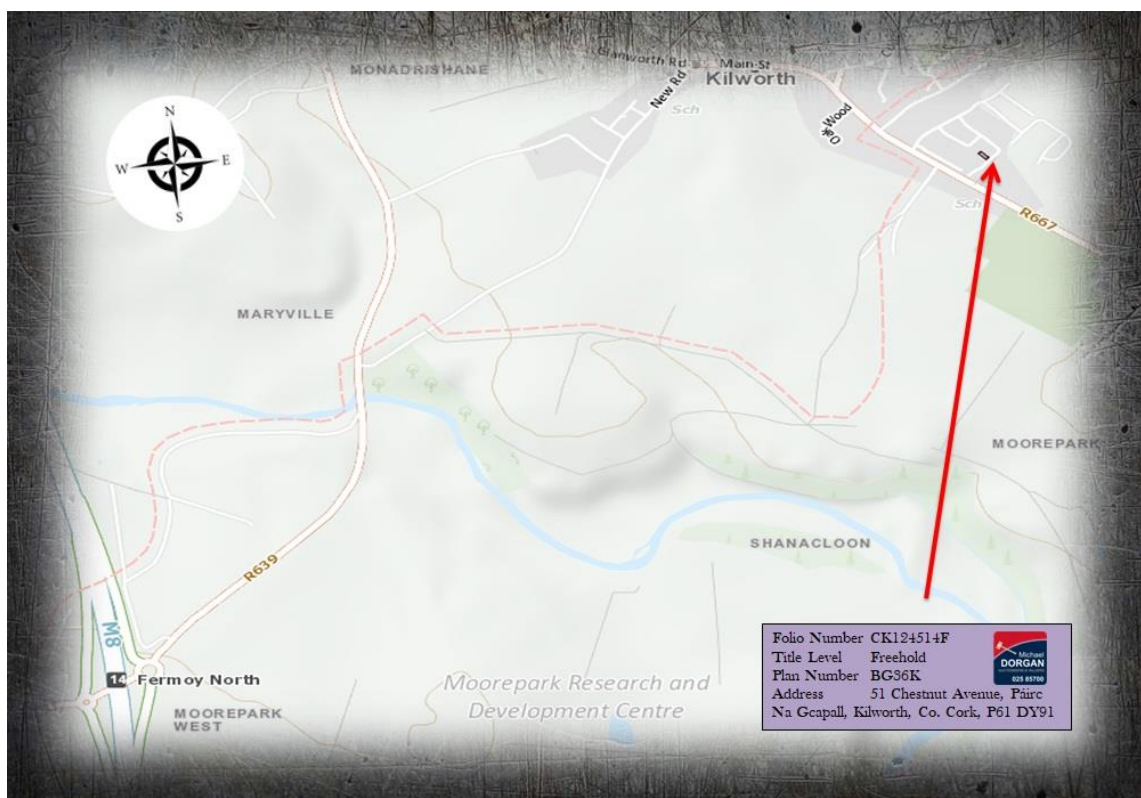 Glanworth Rd
Main St
Kilworth
MONADRISHANE
New Rd
Sch
Wood
N
W
E
S
Sch
R667
MARYVILLE
MOOREPARK
SHANACLOON
R639
M8
14
Fermoy North
MOOREPARK
WEST
Moorepark Research and
Development Centre
Folio Number CK124514F
Title Level Freehold
Plan Number BG36K
Address 51 Chestnut Avenue, Páirc
Na Gcapall, Kilworth, Co. Cork, P61 DY91
Michael
DORGAN
025 85700